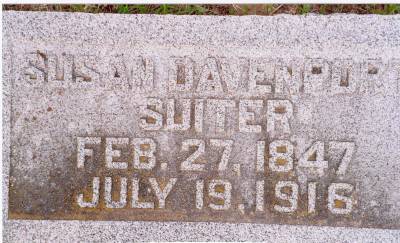 SUSAN DAVENPORT
SUITER
FEB. 27, 1847
JULY 19, 1916